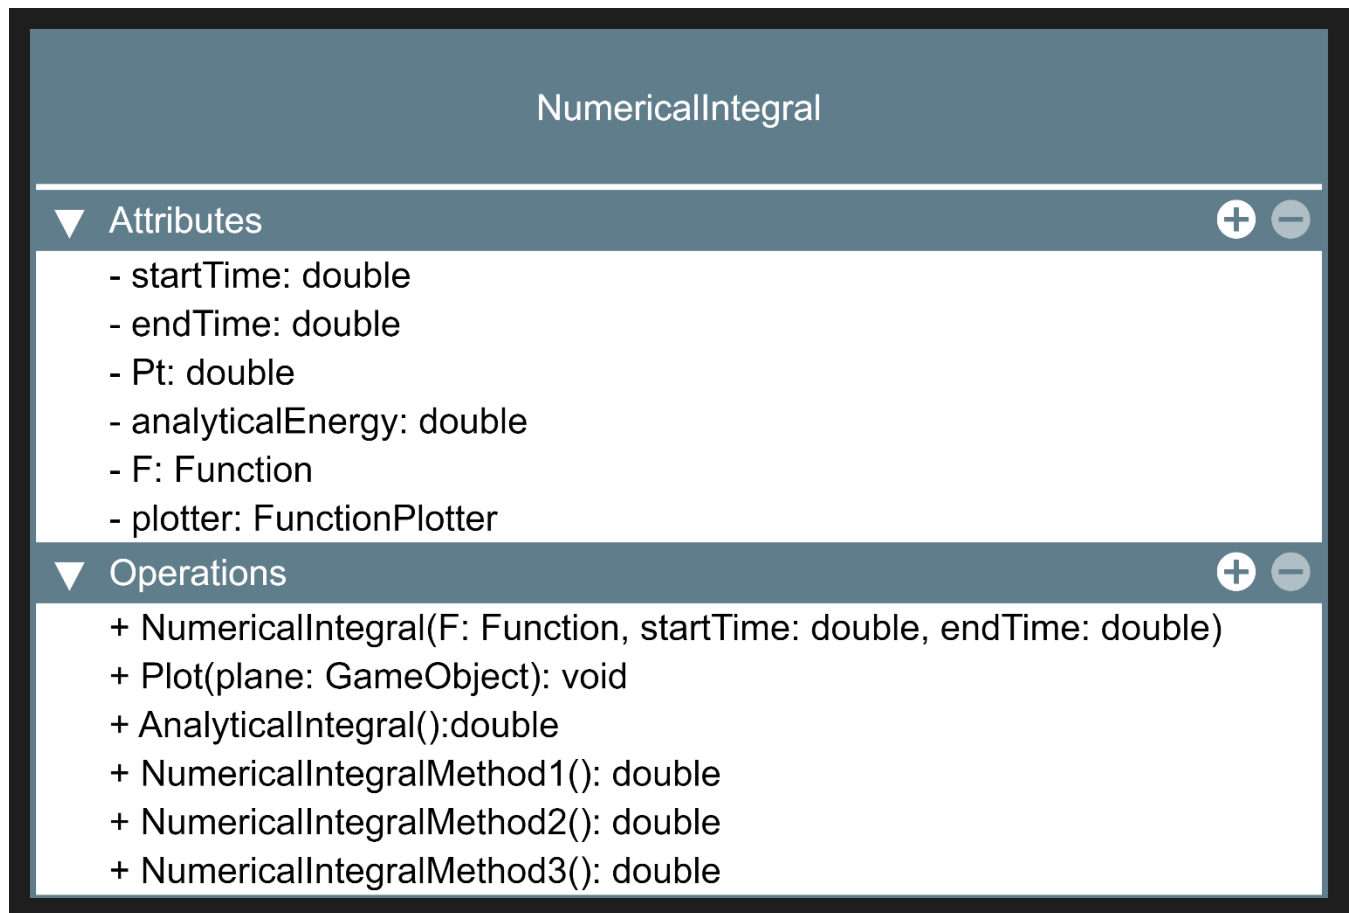 NumericalIntegral
Attributes
- startTime: double
- endTime: double
- Pt: double
- analyticalEnergy: double
- F: Function
- plotter: FunctionPlotter
Operations
+ NumericalIntegral(F: Function, startTime: double, endTime: double)
+ Plot(plane: GameObject): void
+ AnalyticalIntegral():double
+ NumericalIntegralMethod1(): double
+ NumericalIntegralMethod2(): double
+ NumericalIntegralMethod3(): double